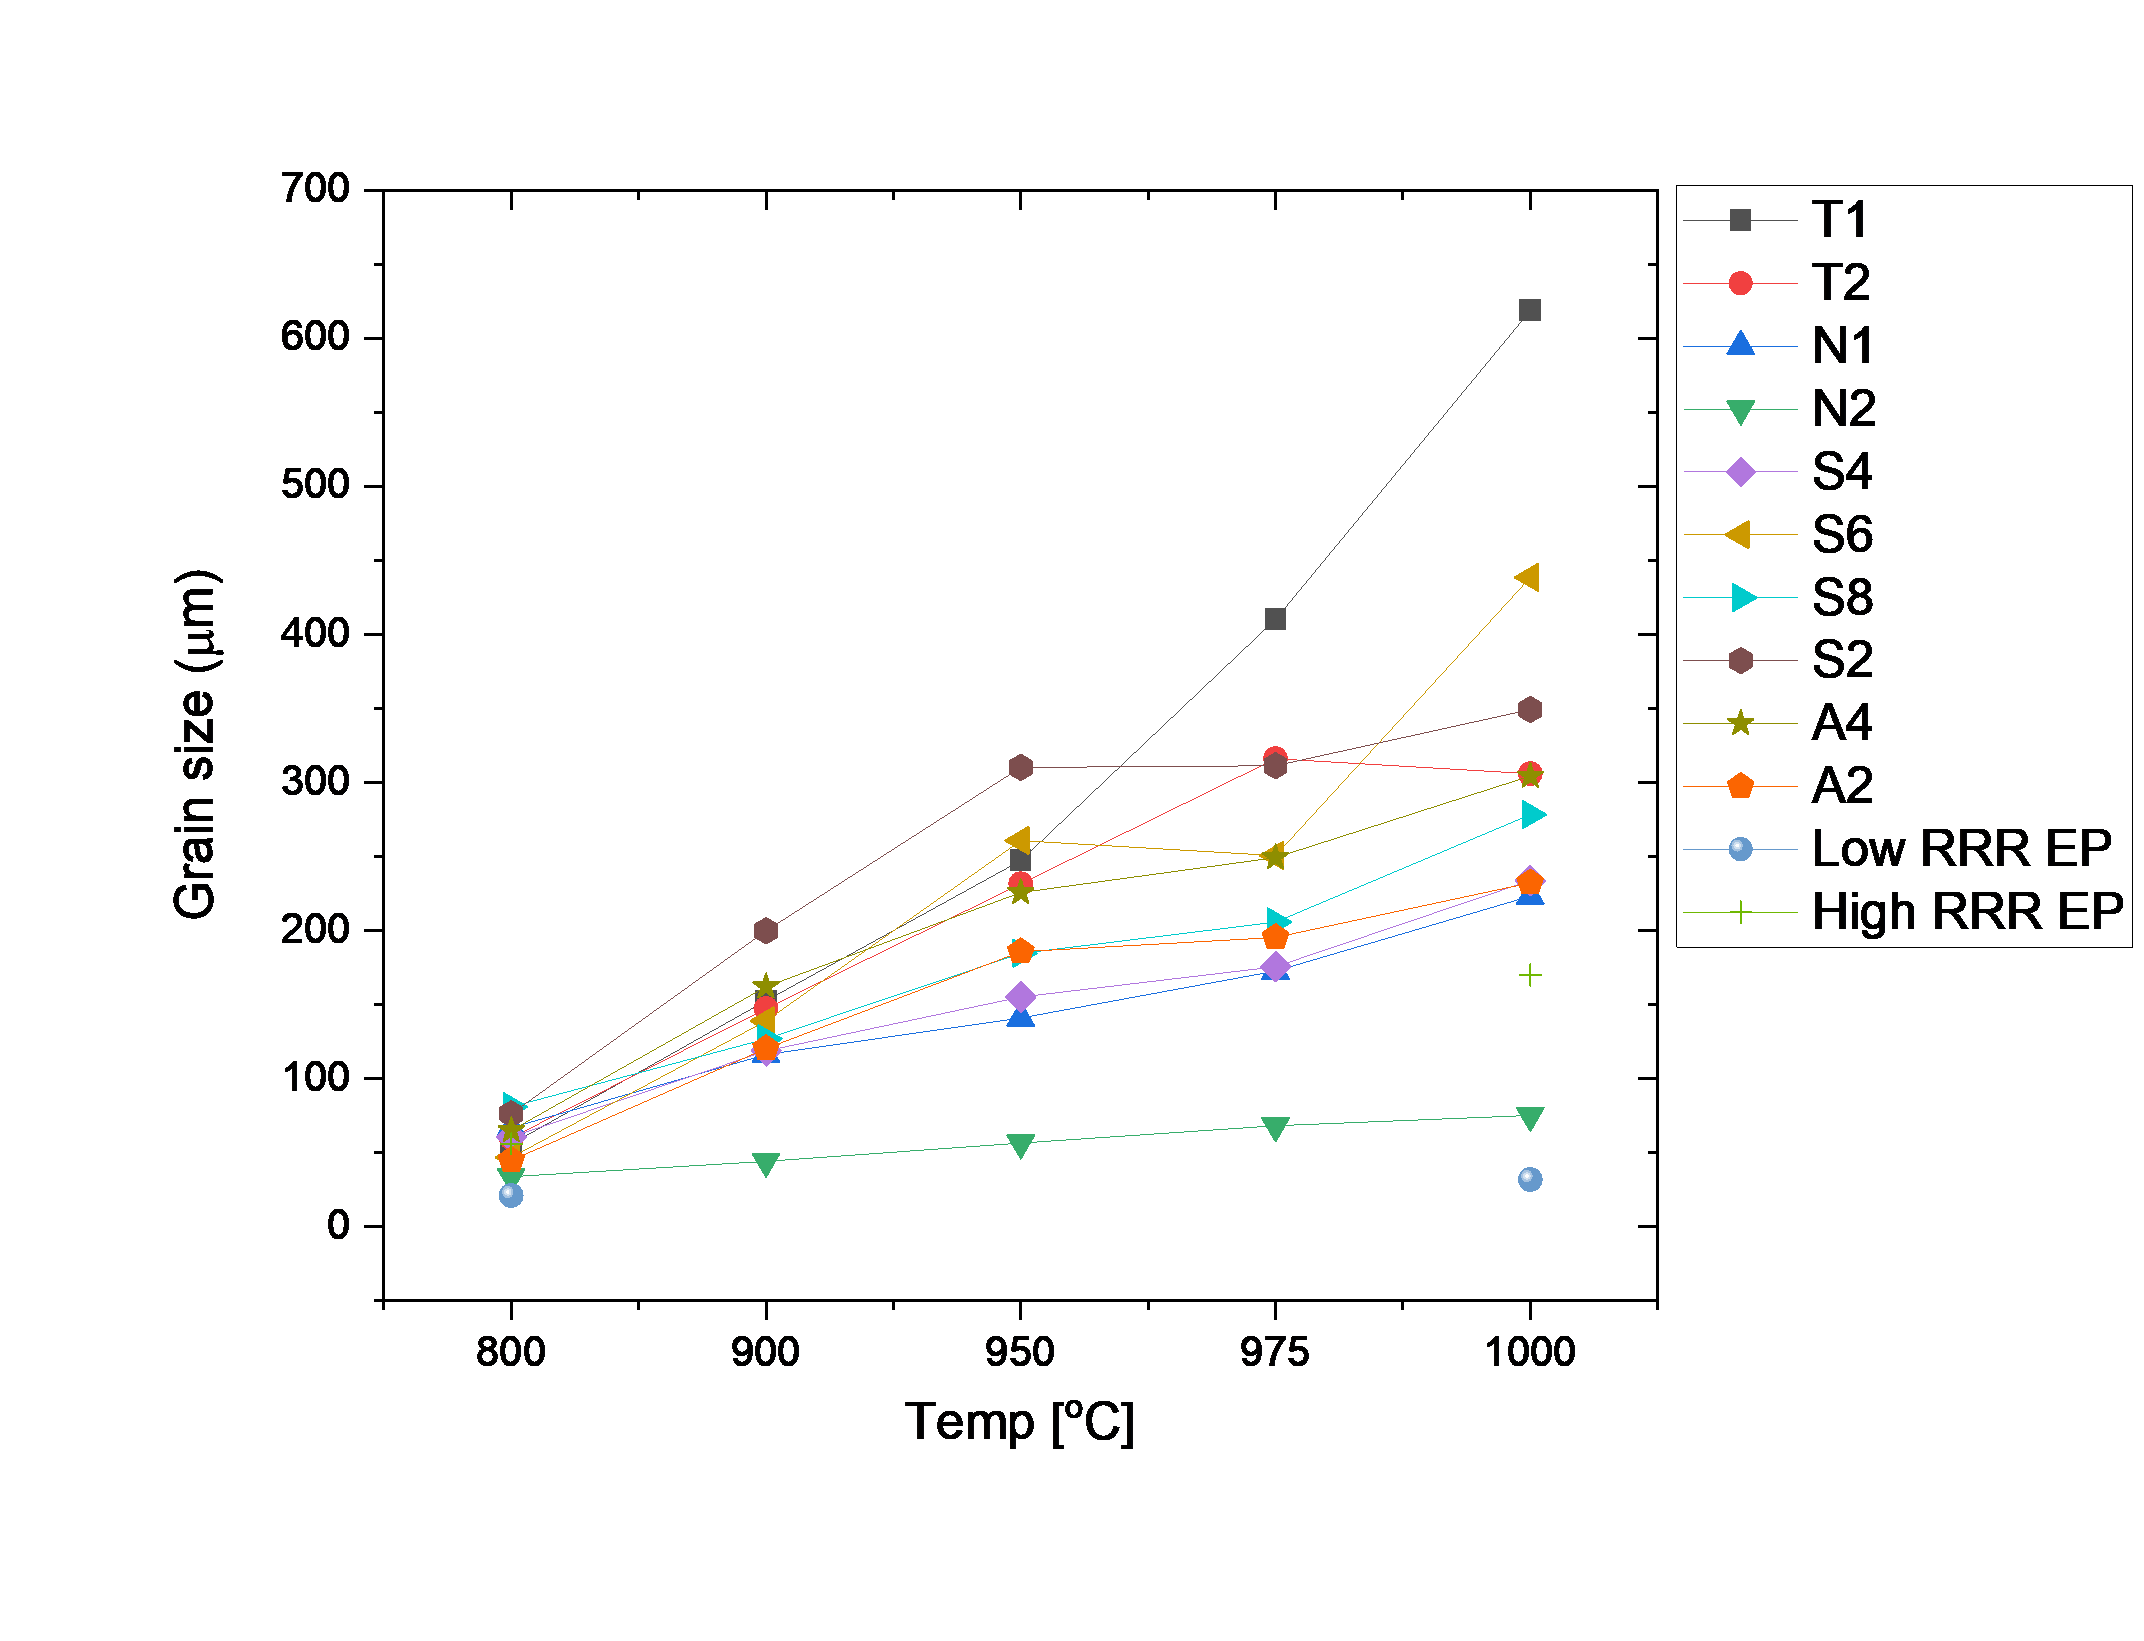 700
600
500
400
300
200
100
0
Grain size (μm)
800 900 950 975 1000
Temp [ºC]
T1
T2
N1
N2
S4
S6
S8
S2
A4
A2
Low RRR EP
High RRR EP